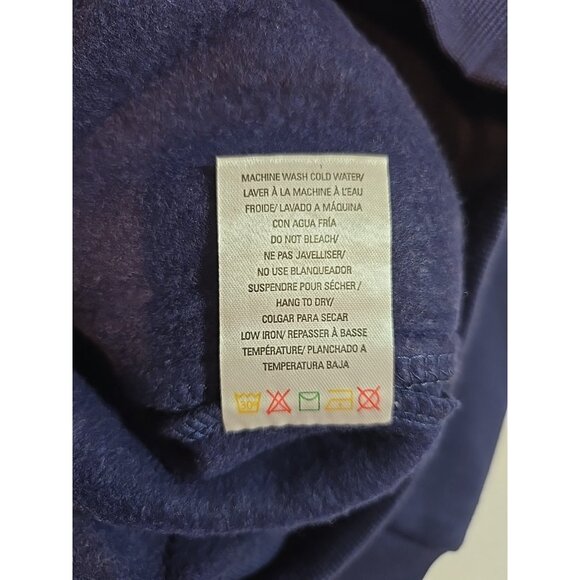 MACHINE WASH COLD WATER/
LAVER À LA MACHINE À L'EAU
FROIDE/ LAVADO A MÁQUINA
CON AGUA FRÍA
DO NOT BLEACH/
NE PAS JAVELLISER/
NO USE BLANQUEADOR
SUSPENDRE POUR SÉCHER /
HANG TO DRY/
COLGAR PARA SECAR
LOW IRON/ REPASSER À BASSE
TEMPÉRATURE/ PLANCHADO A
TEMPERATURA BAJA
30°